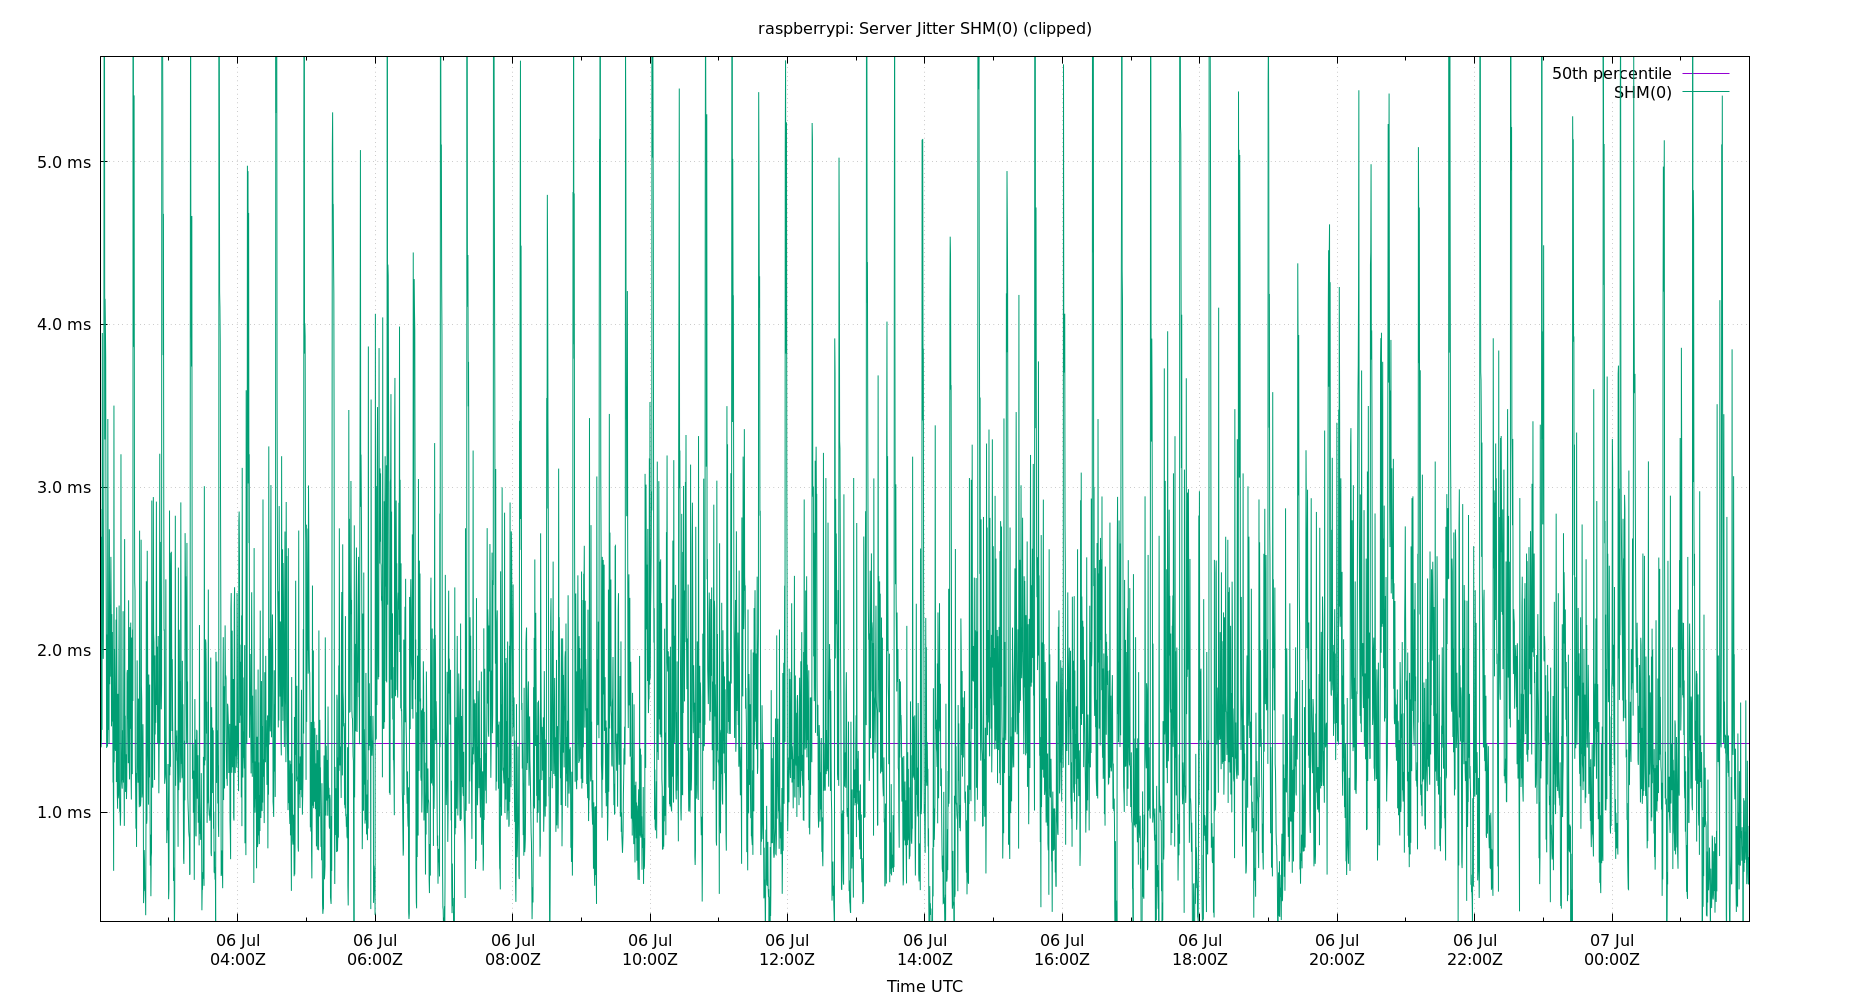 raspberrypi: Server Jitter SHM(0) (clipped)
50th percentile
SHM(0)
5.0 ms
4.0 ms
3.0 ms
2.0 ms
1.0 ms
06 Jul 06 Jul 06 Jul 06 Jul 06 Jul 06 Jul 06 Jul 06 Jul 06 Jul 06 Jul 07 Jul
04:00Z 06:00Z 08:00Z 10:00Z 12:00Z 14:00Z 16:00Z 18:00Z 20:00Z 22:00Z 00:00Z
Time UTC